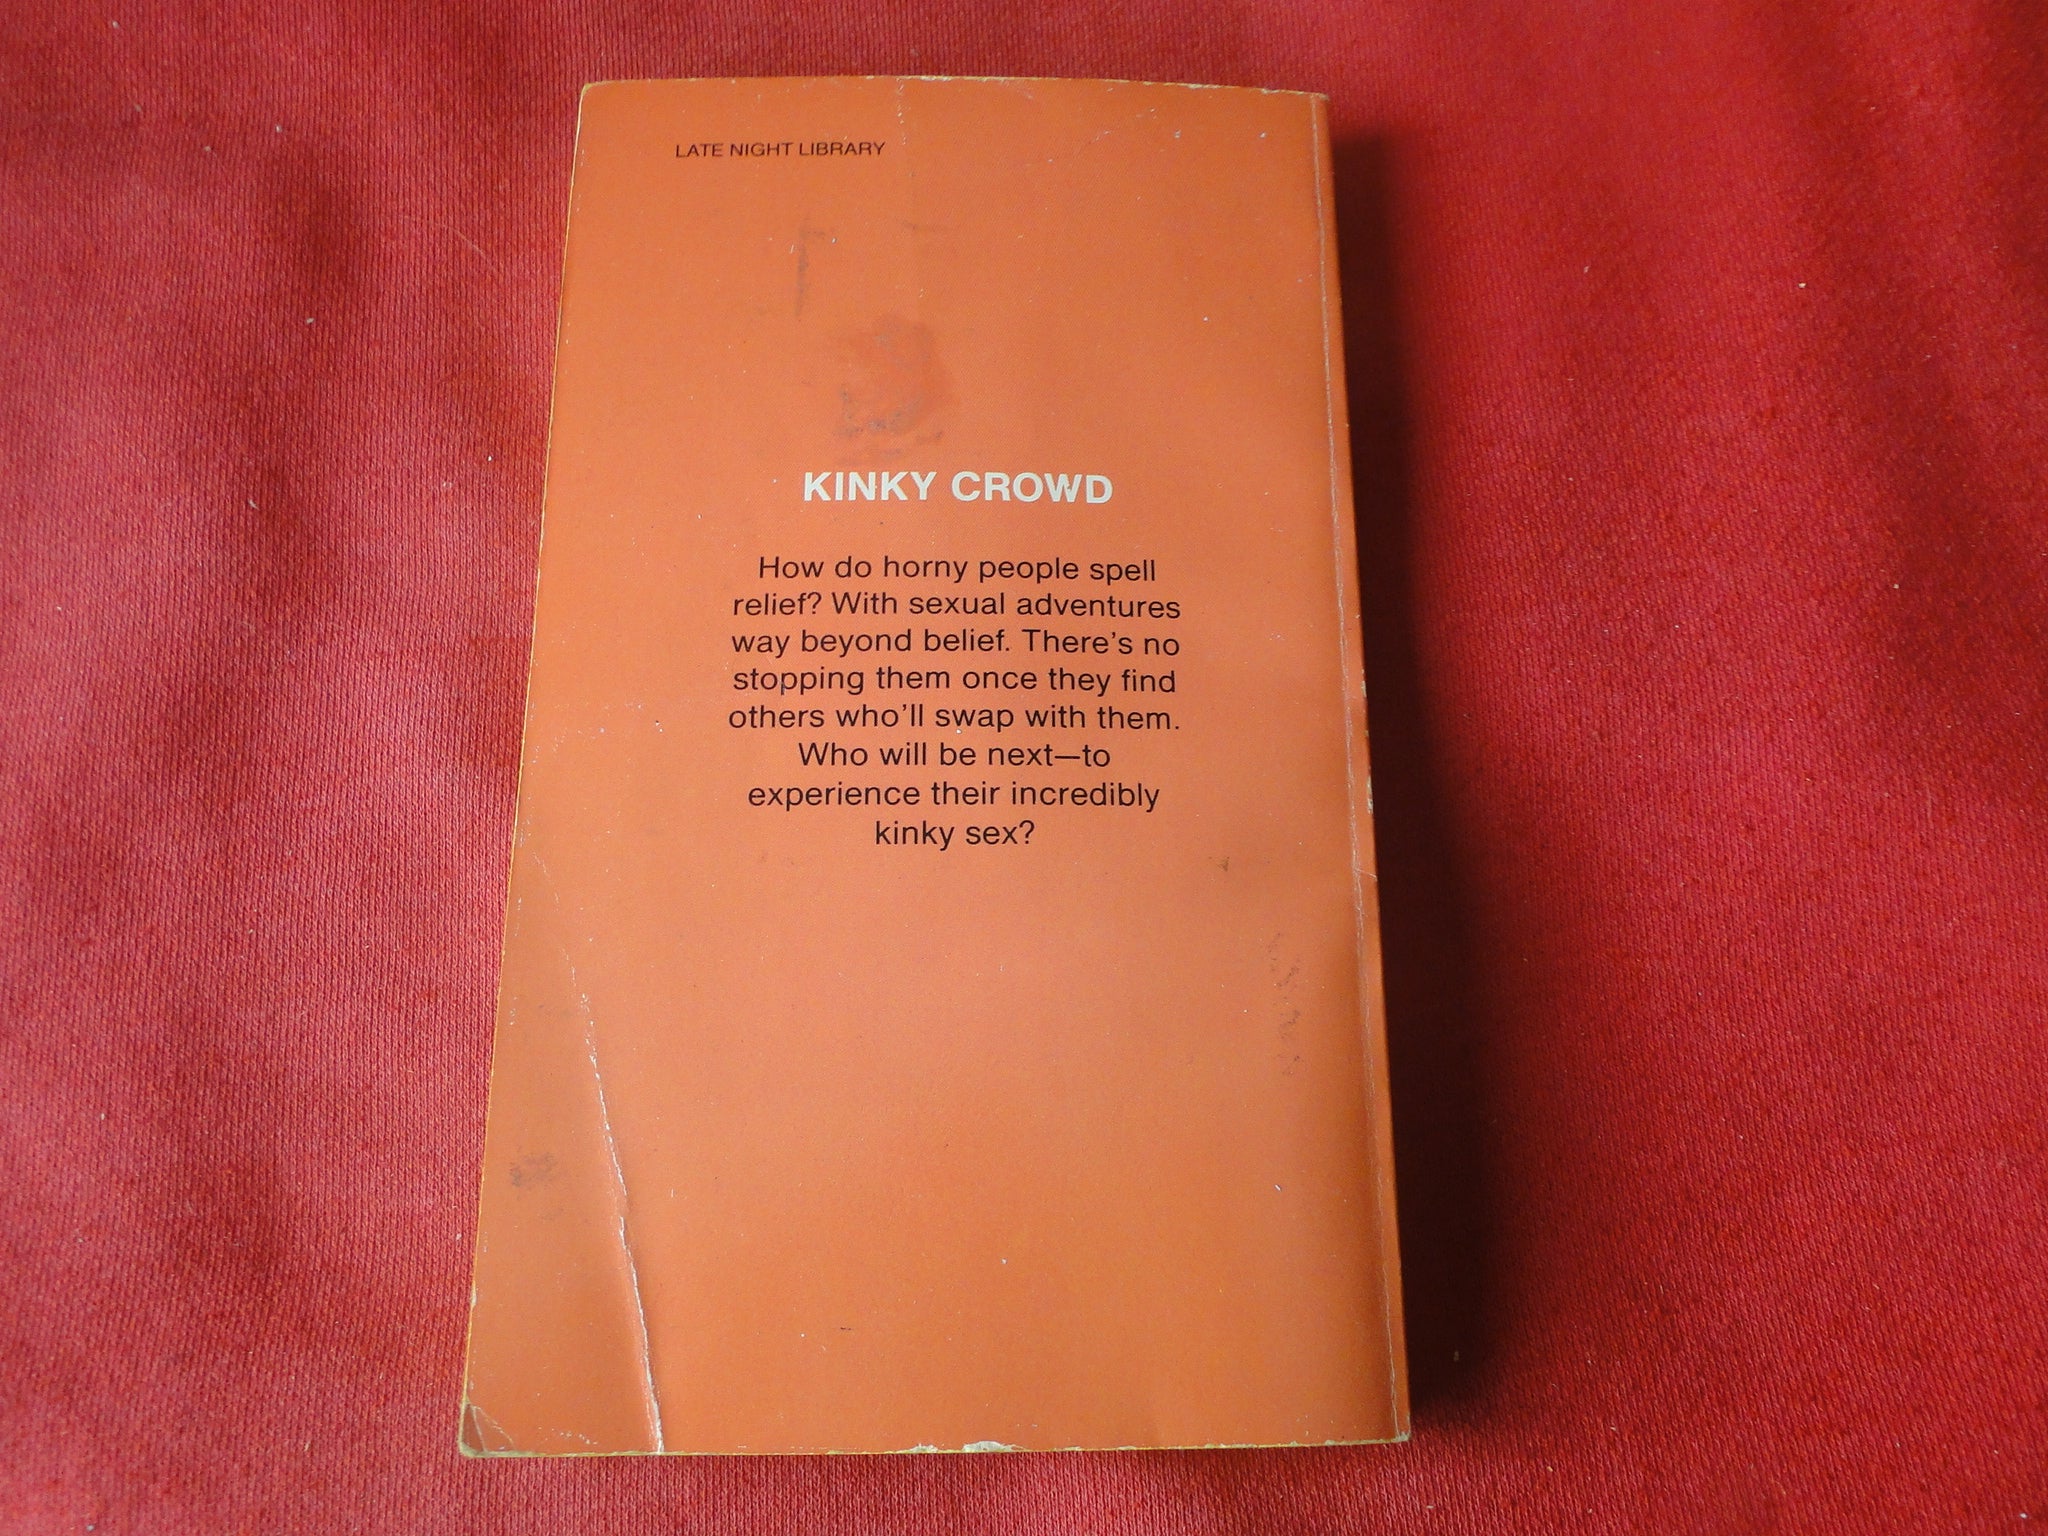 LATE NIGHT LIBRARY
KINKY CROWD
How do horny people spell
relief? With sexual adventures
way beyond belief. There's no
stopping them once they find
others who'll swap with them.
Who will be next—to
experience their incredibly
kinky sex?